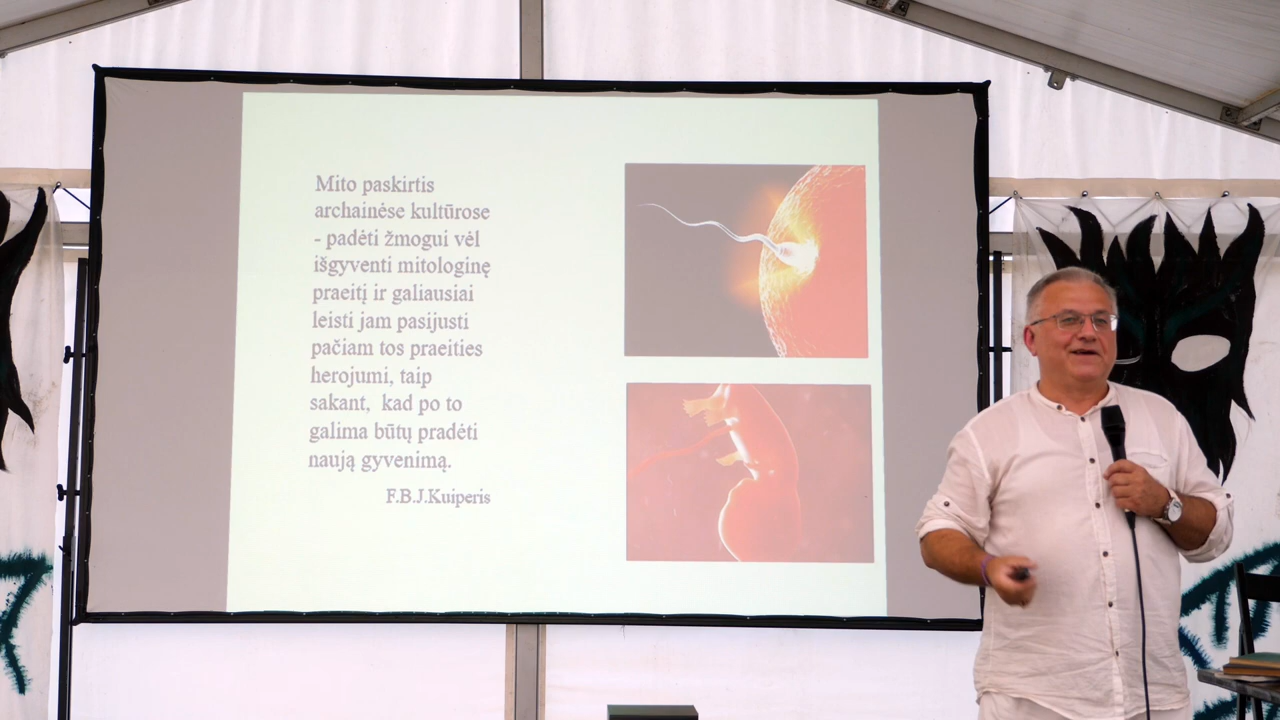 Mito paskirtis
archainėse kultūrose
- padėti žmogui vėl
išgyventi mitologinę
praeitį ir galiausiai
leisti jam pasijusti
pačiam tos praeities
herojumi, taip
sakant, kad po to
galima būtų pradėti
naują gyvenimą.
F.B.J.Kuiperis